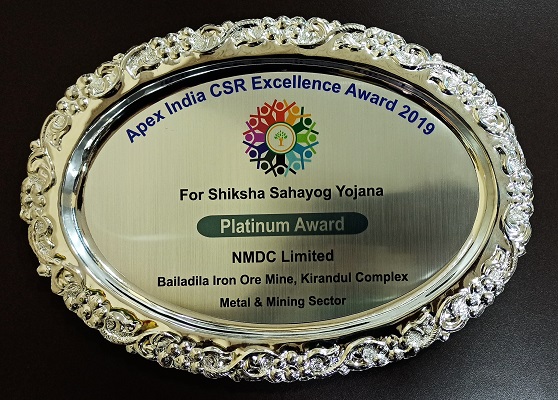 Apex India CSR Excellence Award 2019
For Shiksha Sahayog Yojana
Platinum Award
NMDC Limited
Bailadila Iron Ore Mine, Kirandul Complex
Metal & Mining Sector